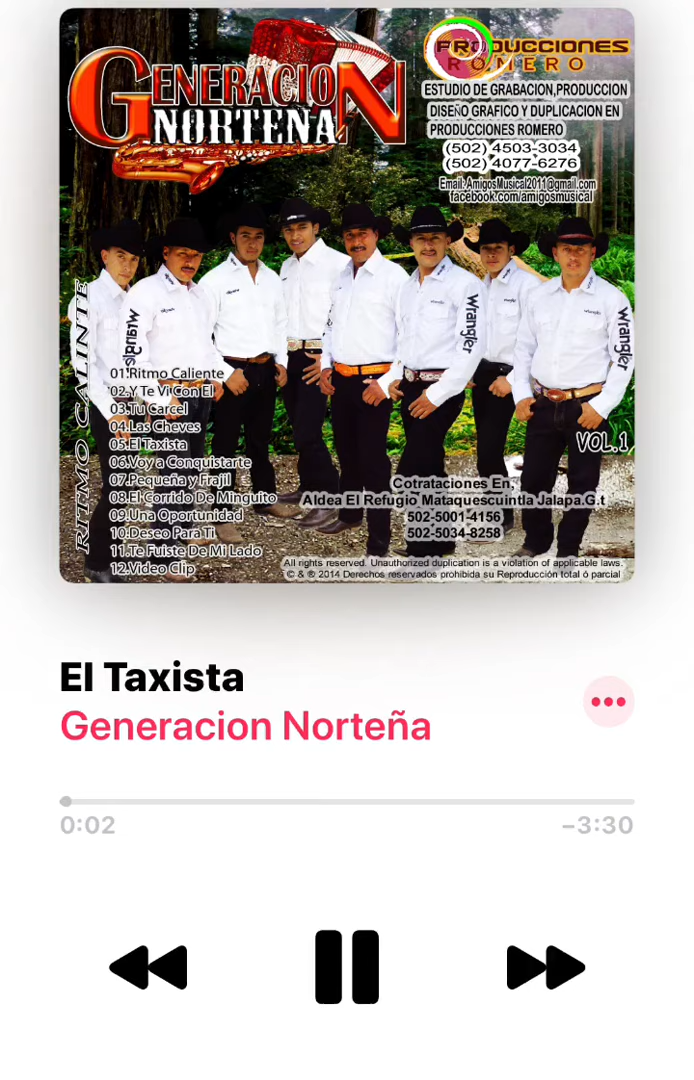 GENERACION
NORTEÑA
PRODUCCIONES
ROMERO
ESTUDIO DE GRABACION,PRODUCCION
DISEÑO GRAFICO Y DUPLICACION EN
PRODUCCIONES ROMERO
(502) 4503-3034
(502) 4077-6276
Email:AmigosMusical2011@gmail.com
facebook.com/amigosmusical
Wrangler
Wrangler
Wrangler
RITMO CALINTE
01.Ritmo Caliente
02.Y Te Vi Con El
03.Tu Carcel
04.Las Cheves
05.El Taxista
06.Voy a Conquistarte
07.Pequeña y Frajil
08.El Corrido De Minguito
09.Una Oportunidad
10.Deseo Para Ti
11.Te Fuiste De Mi Lado
12.Video Clip
VOL.1
Cotrataciones En,
Aldea El Refugio Mataquescuintla Jalapa.G.t
502-5001-4156
502-5034-8258
All rights reserved. Unauthorized duplication is a violation of applicable laws.
© & ® 2014 Derechos reservados prohibida su Reproducción total ó parcial
El Taxista
Generacion Norteña
0:02
−3:30